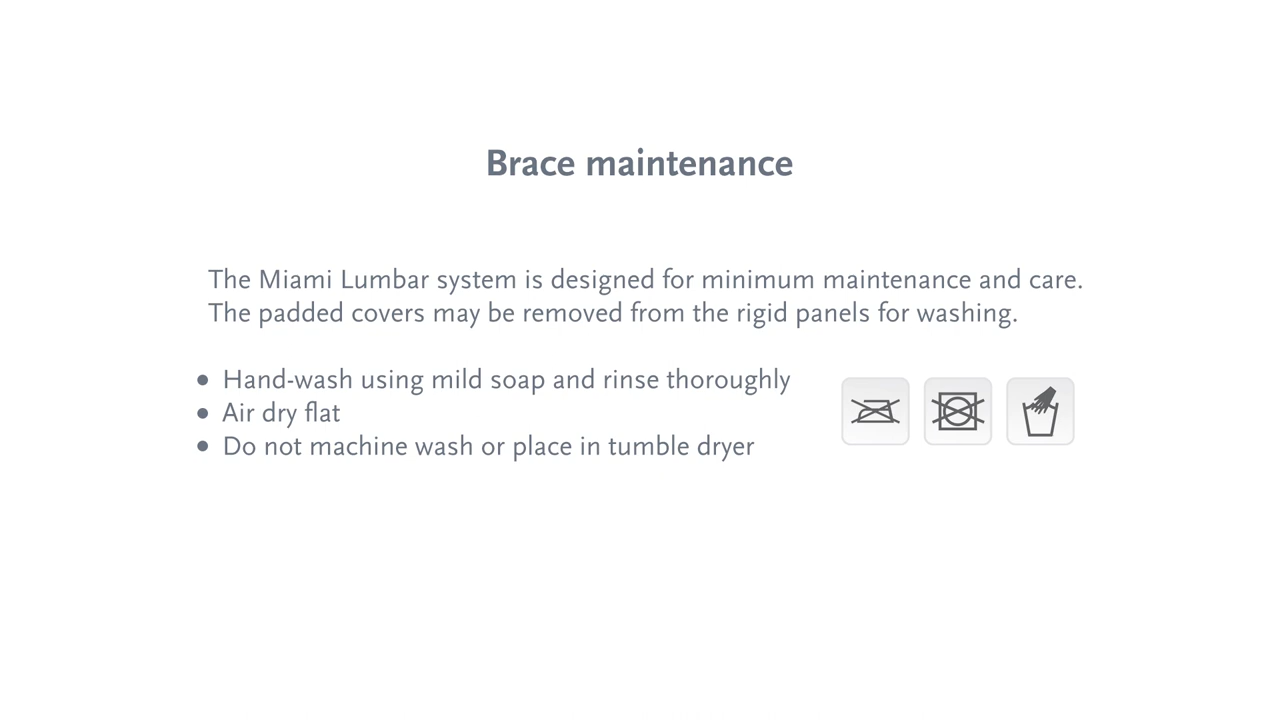 Brace maintenance
The Miami Lumbar system is designed for minimum maintenance and care.
The padded covers may be removed from the rigid panels for washing.
• Hand-wash using mild soap and rinse thoroughly
• Air dry flat
• Do not machine wash or place in tumble dryer